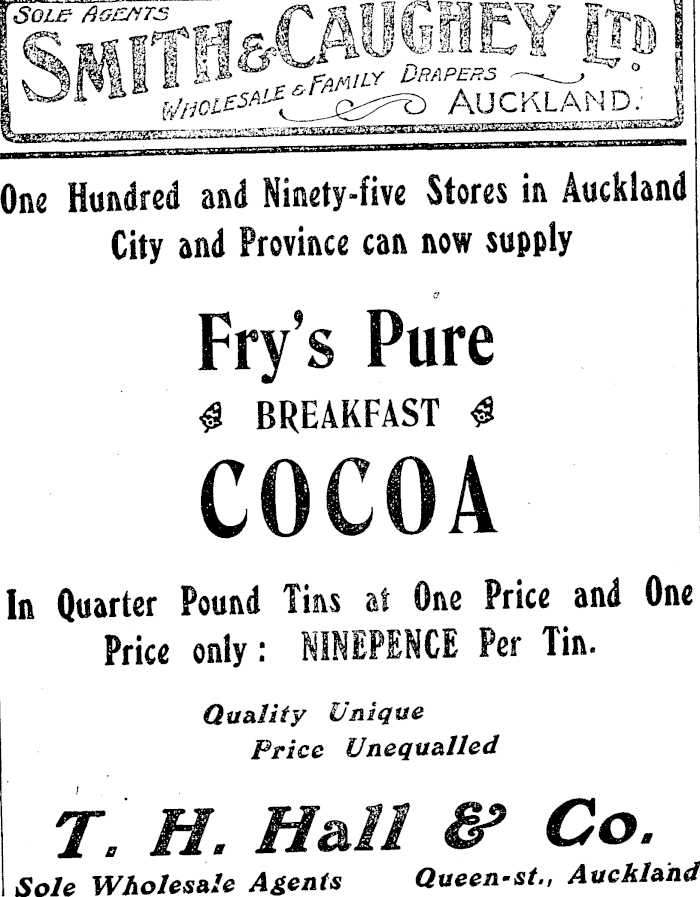 SOLE AGENTS
SMITH & CAUGHEY LTD.
WHOLESALE & FAMILY DRAPERS
AUCKLAND.
One Hundred and Ninety-five Stores in Auckland
City and Province can now supply
Fry's Pure
BREAKFAST
COCOA
In Quarter Pound Tins at One Price and One
Price only: NINEPENCE Per Tin.
Quality Unique
Price Unequalled
T. H. Hall & Co.
Sole Wholesale Agents Queen-st., Auckland